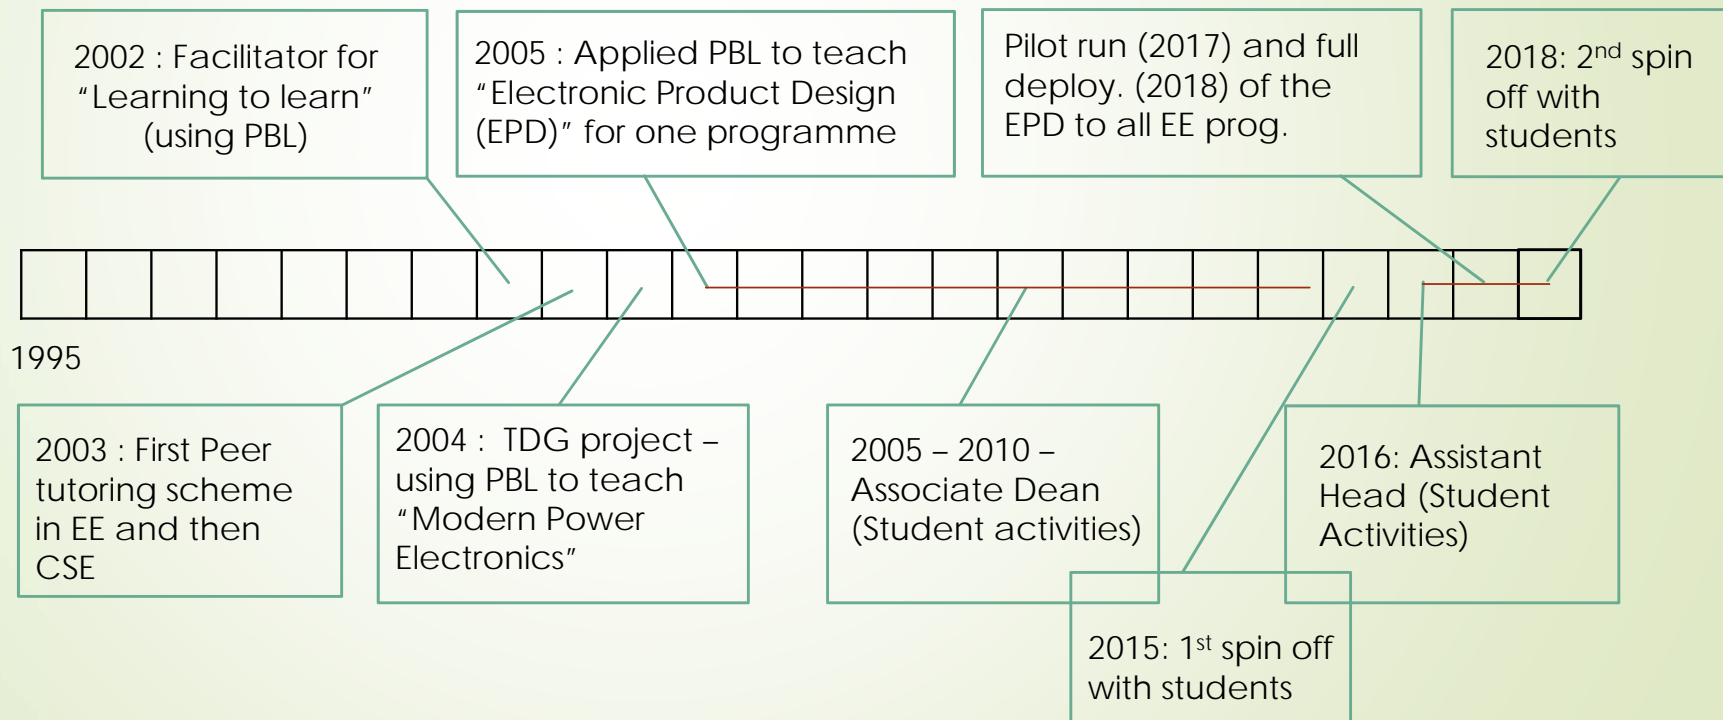 2002 : Facilitator for
“Learning to learn”
(using PBL)
2005 : Applied PBL to teach
“Electronic Product Design
(EPD)” for one programme
Pilot run (2017) and full
deploy. (2018) of the
EPD to all EE prog.
2018: 2nd spin
off with
students
1995
2003 : First Peer
tutoring scheme
in EE and then
CSE
2004 :  TDG project –
using PBL to teach
“Modern Power
Electronics”
2005 – 2010 –
Associate Dean
(Student activities)
2016: Assistant
Head (Student
Activities)
2015: 1st spin off
with students